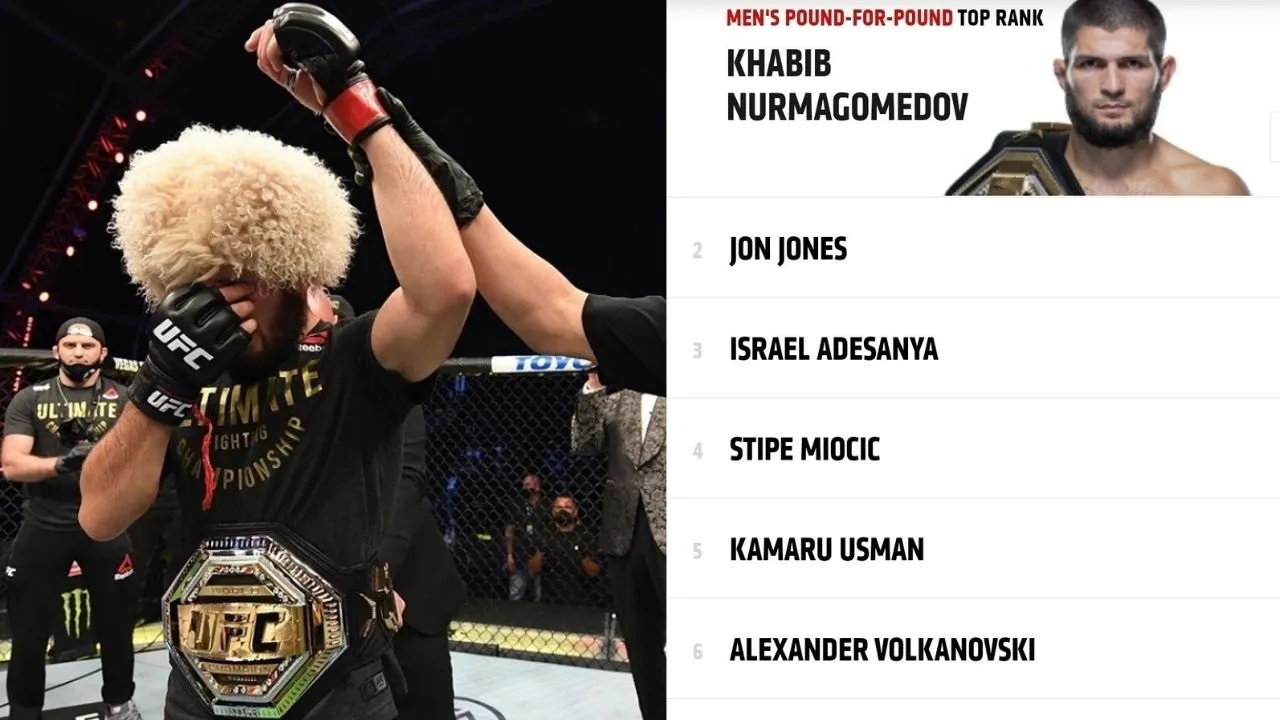 UFC
UFC
ULTIMATE
TOYO
ULTIMATE
FIGHTING
CHAMPIONSHIP
UFC
MEN'S POUND-FOR-POUND TOP RANK
KHABIB
NURMAGOMEDOV
2 JON JONES
3 ISRAEL ADESANYA
4 STIPE MIOCIC
5 KAMARU USMAN
6 ALEXANDER VOLKANOVSKI